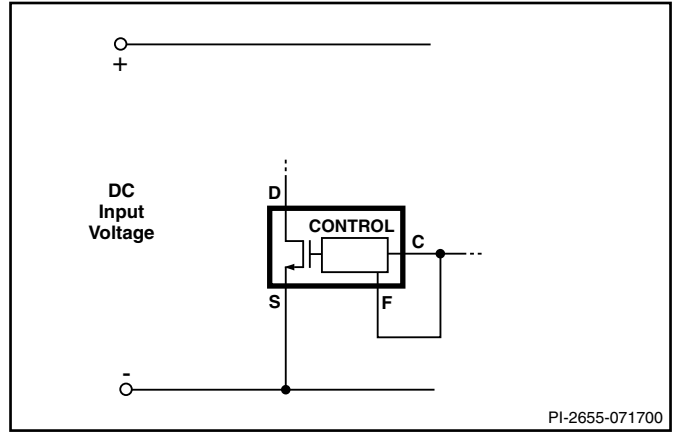 +
D
DC
Input
Voltage
CONTROL
C
S
F
-
PI-2655-071700